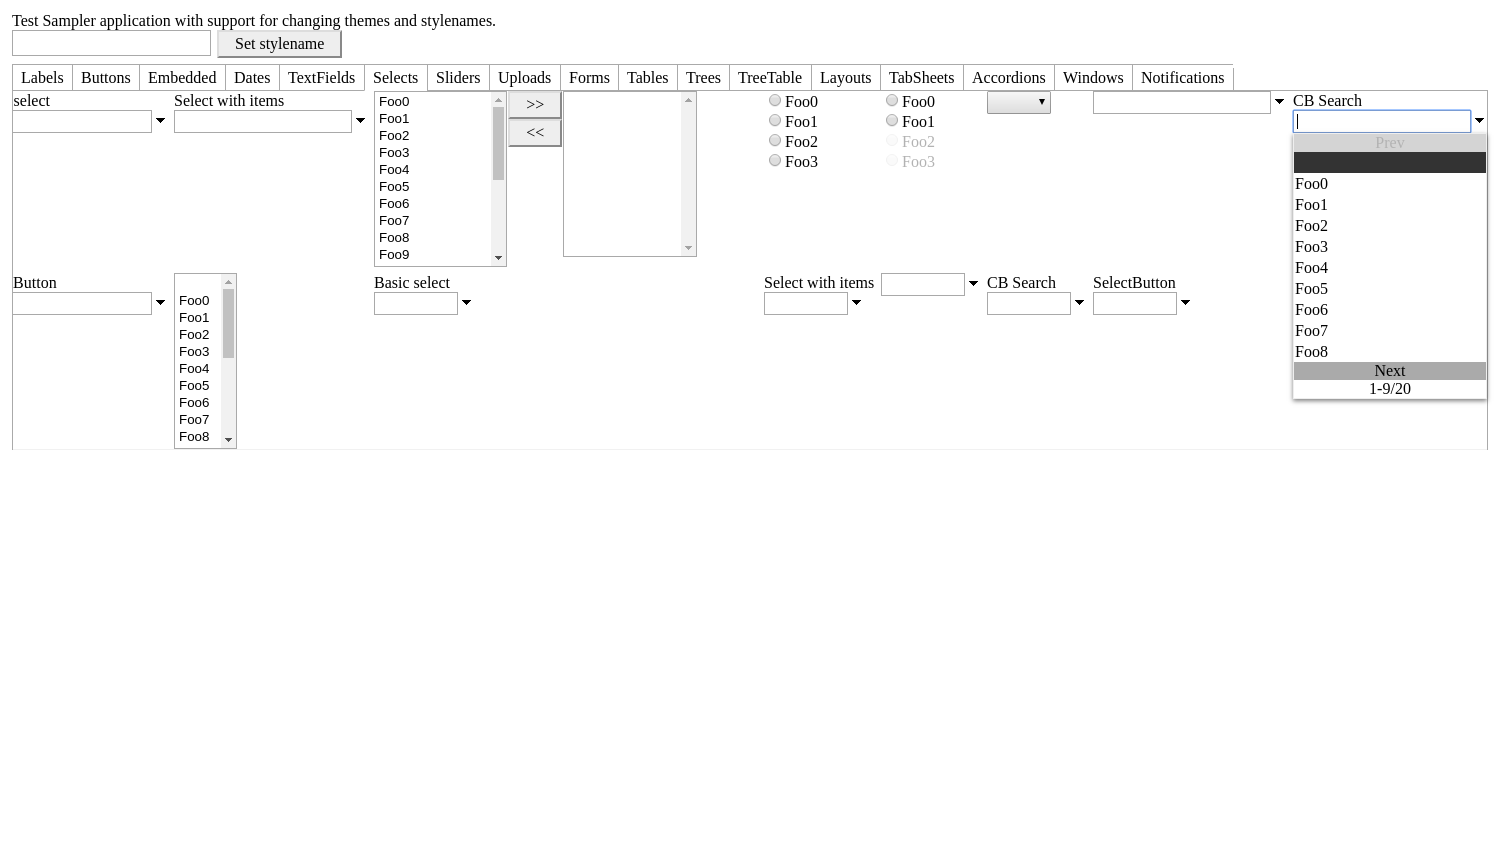 Test Sampler application with support for changing themes and stylenames.
Set stylename
Labels Buttons Embedded Dates TextFields Selects Sliders Uploads Forms Tables Trees TreeTable Layouts TabSheets Accordions Windows Notifications
select
Select with items
Foo0
Foo1
Foo2
Foo3
Foo4
Foo5
Foo6
Foo7
Foo8
Foo9
>>
<<
Foo0
Foo1
Foo2
Foo3
Foo0
Foo1
Foo2
Foo3
CB Search
Prev
Foo0
Foo1
Foo2
Foo3
Foo4
Foo5
Foo6
Foo7
Foo8
Next
1-9/20
Button
Foo0
Foo1
Foo2
Foo3
Foo4
Foo5
Foo6
Foo7
Foo8
Basic select
Select with items
CB Search
SelectButton